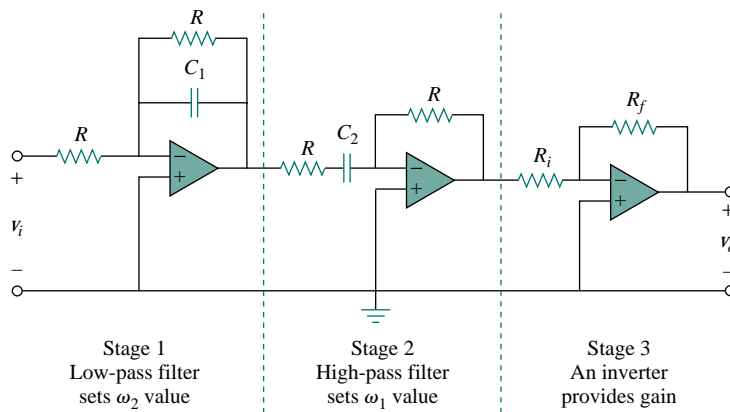 R
C1
R
R
C2
R
Ri
Rf
−
+
−
+
−
+
+
vi
−
+
vo
−
Stage 1
Low-pass filter
sets ω2 value
Stage 2
High-pass filter
sets ω1 value
Stage 3
An inverter
provides gain